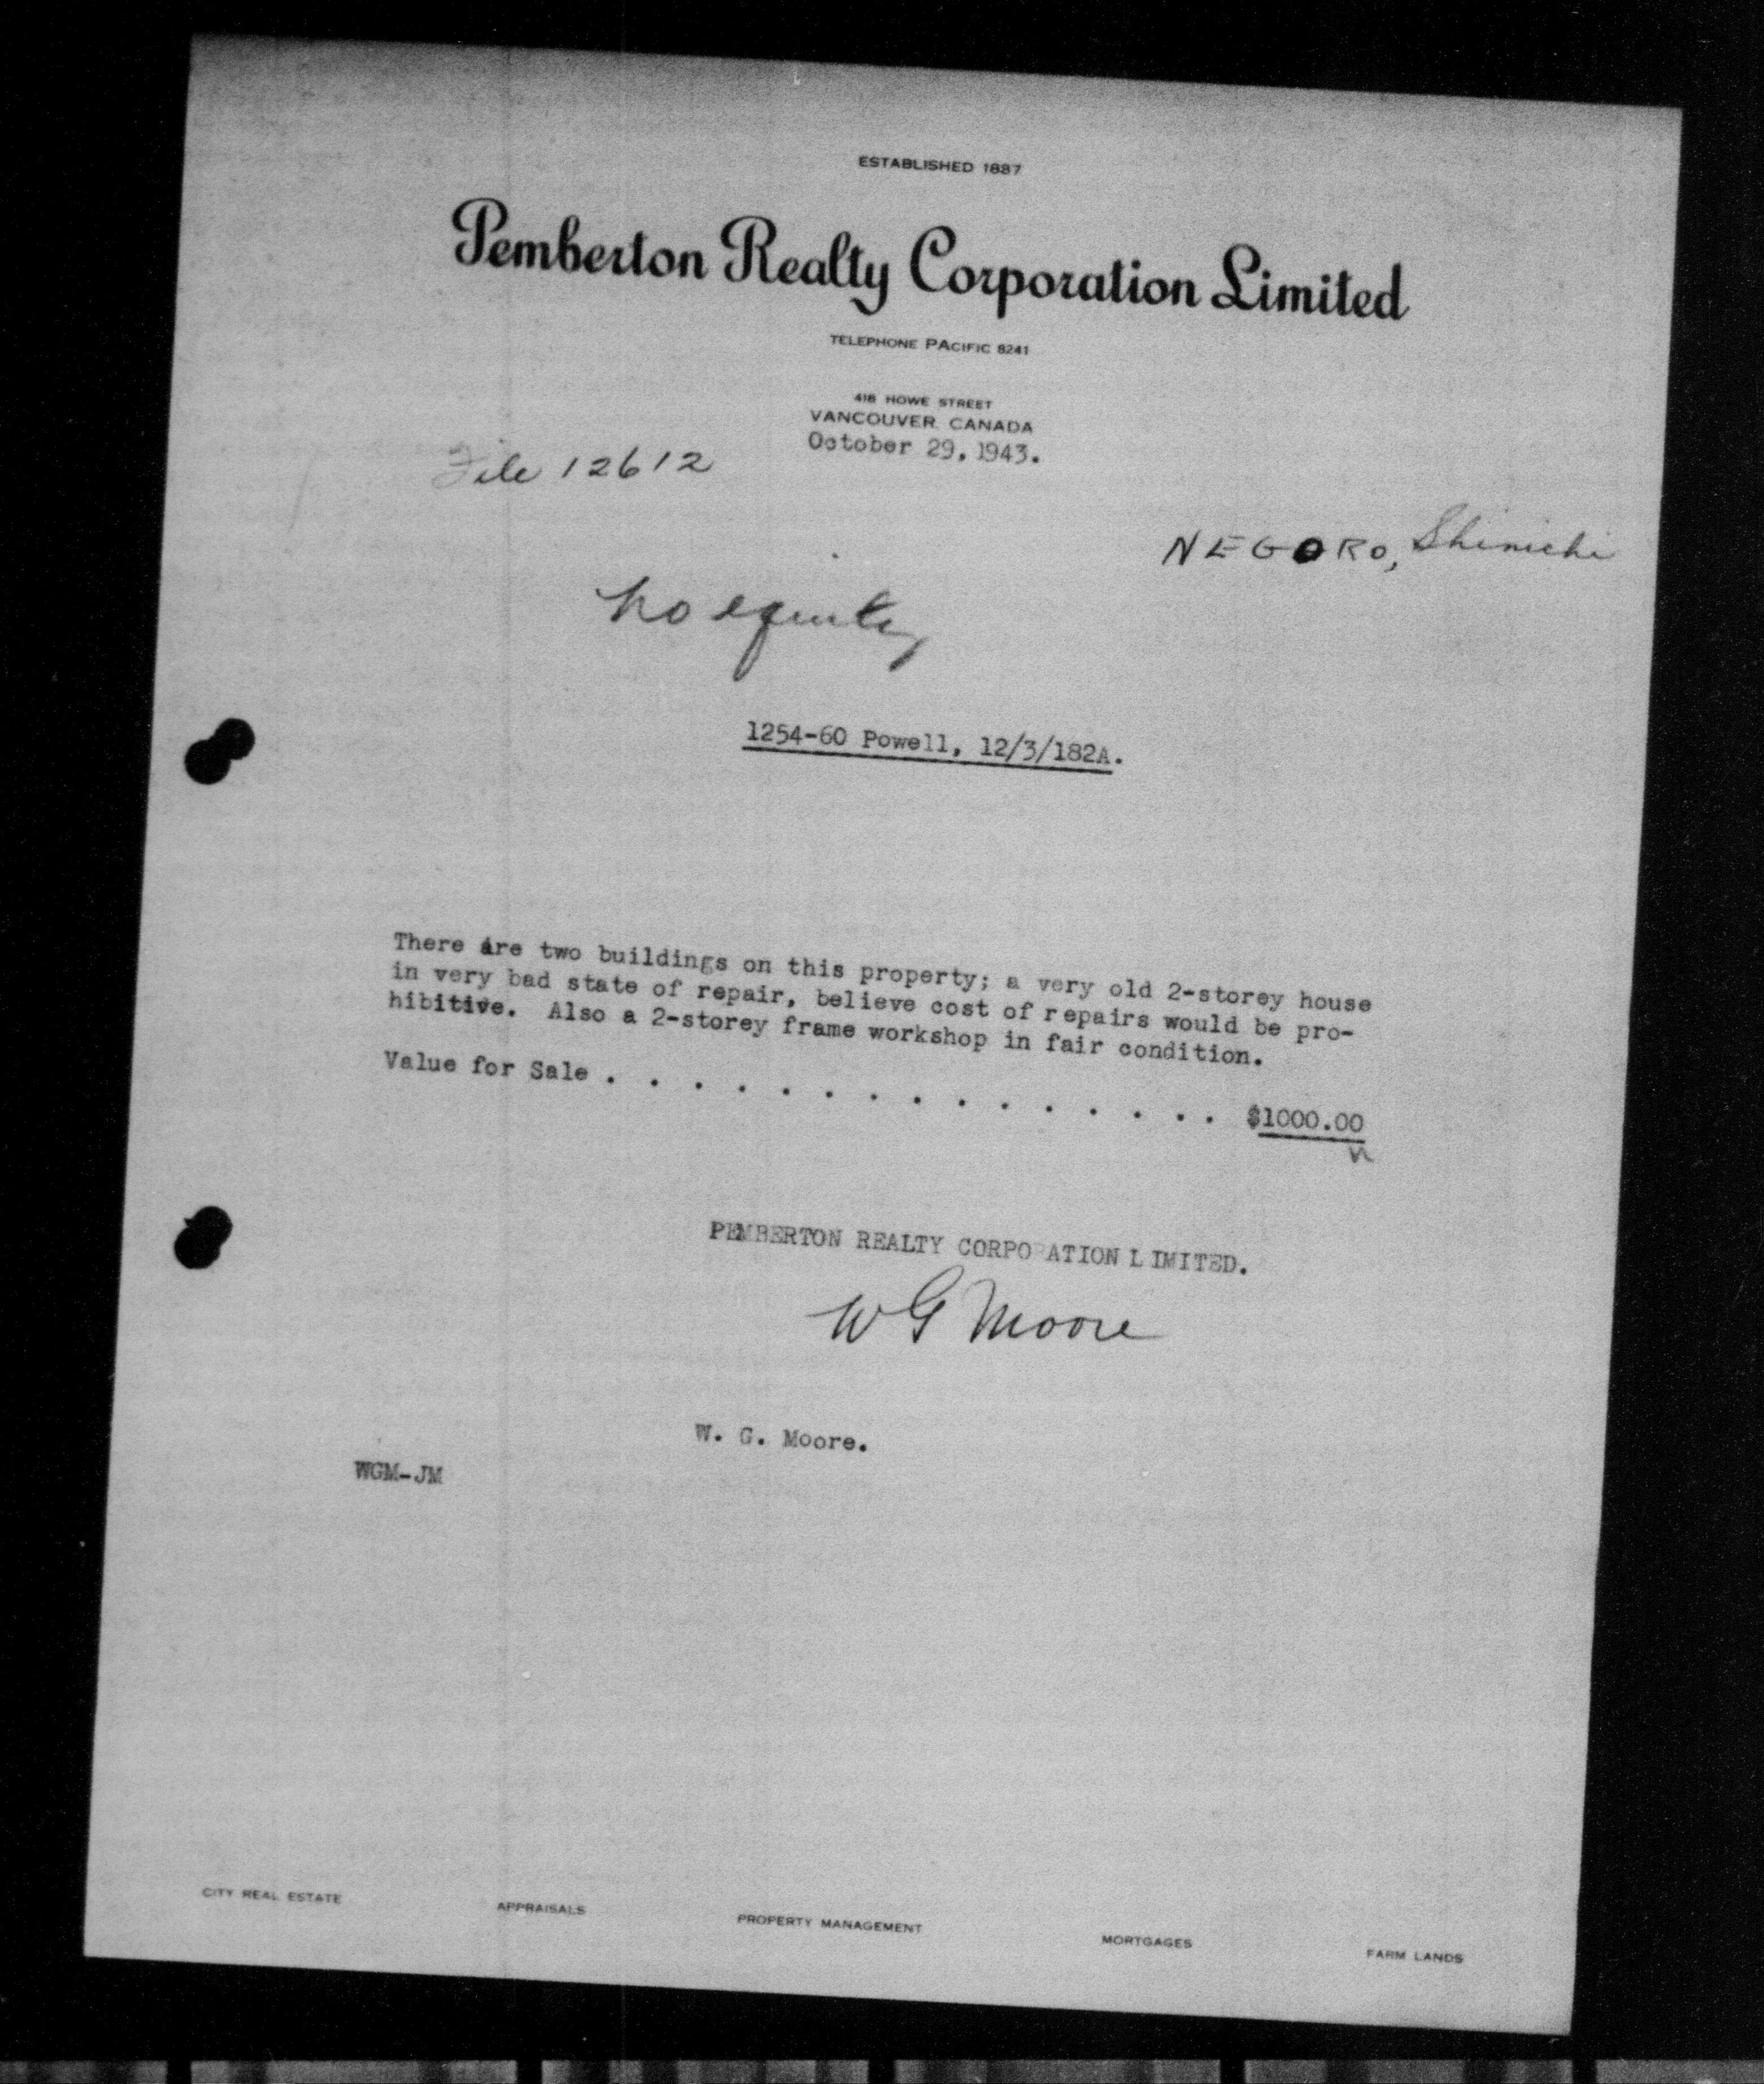 ESTABLISHED 1887
Pemberton Realty Corporation Limited
TELEPHONE PACIFIC 8241
418 HOWE STREET
VANCOUVER, CANADA
October 29, 1943.
File 12612
NEGORO, Shinichi
no equity
1254-60 Powell, 12/3/182A.
There are two buildings on this property; a very old 2-storey house
in very bad state of repair, believe cost of repairs would be pro-
hibitive. Also a 2-storey frame workshop in fair condition.
Value for Sale . . . . . . . . . . . . . . . $1000.00
PEMBERTON REALTY CORPORATION LIMITED.
W G Moore
W. G. Moore.
WGM-JM
CITY REAL ESTATE APPRAISALS PROPERTY MANAGEMENT MORTGAGES FARM LANDS